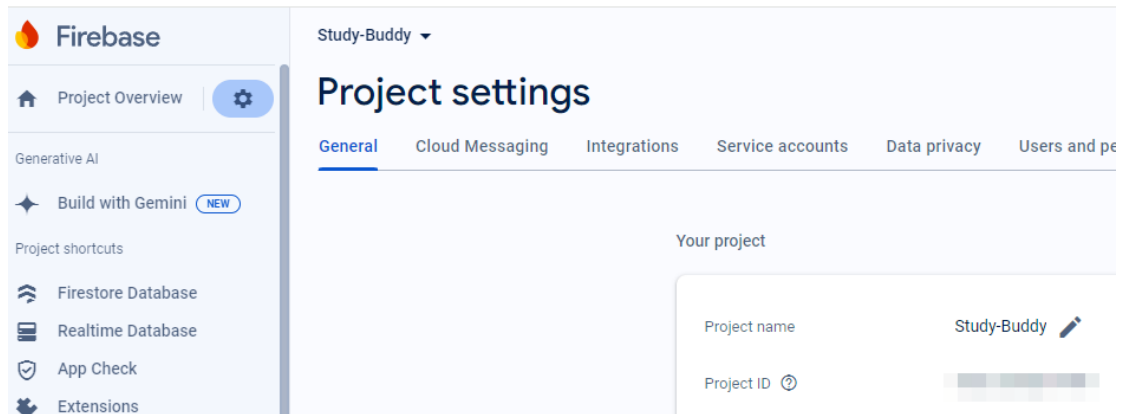 Firebase
Project Overview
Generative AI
Build with Gemini NEW
Project shortcuts
Firestore Database
Realtime Database
App Check
Extensions
Study-Buddy
Project settings
General Cloud Messaging Integrations Service accounts Data privacy Users and pe
Your project
Project name Study-Buddy
Project ID